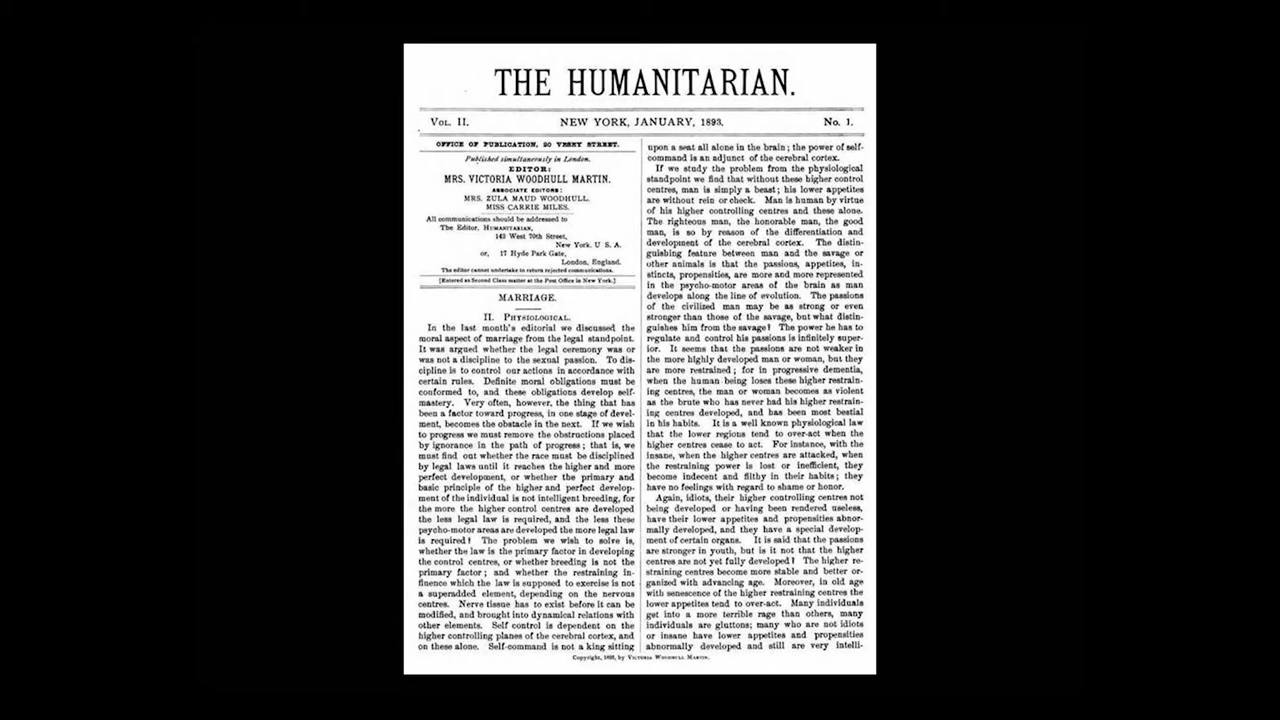 THE HUMANITARIAN.
VOL. II.
NEW YORK, JANUARY, 1893.
No. 1.
OFFICE OF PUBLICATION, 20 VESEY STREET.
Published simultaneously in London.
EDITOR:
MRS. VICTORIA WOODHULL MARTIN.
ASSOCIATE EDITORS:
MRS. ZULA MAUD WOODHULL.
MISS CARRIE MILES.
All communications should be addressed to
The Editor, HUMANITARIAN,
142 West 70th Street,
New York. U. S. A.
or, 17 Hyde Park Gate,
London, England.
The editor cannot undertake to return rejected communications.
[Entered as Second Class matter at the Post Office in New York.]
MARRIAGE.
II. PHYSIOLOGICAL.
In the last month's editorial we discussed the
moral aspect of marriage from the legal standpoint.
It was argued whether the legal ceremony was or
was not a discipline to the sexual passion. To dis-
cipline is to control our actions in accordance with
certain rules. Definite moral obligations must be
conformed to, and these obligations develop self-
mastery. Very often, however, the thing that has
been a factor toward progress, in one stage of devel-
ment, becomes the obstacle in the next. If we wish
to progress we must remove the obstructions placed
by ignorance in the path of progress; that is, we
must find out whether the race must be disciplined
by legal laws until it reaches the higher and more
perfect development, or whether the primary and
basic principle of the higher and perfect develop-
ment of the individual is not intelligent breeding, for
the more the higher control centres are developed
the less legal law is required, and the less these
psycho-motor areas are developed the more legal law
is required? The problem we wish to solve is,
whether the law is the primary factor in developing
the control centres, or whether breeding is not the
primary factor; and whether the restraining in-
fluence which the law is supposed to exercise is not
a superadded element, depending on the nervous
centres. Nerve tissue has to exist before it can be
modified, and brought into dynamical relations with
other elements. Self control is dependent on the
higher controlling planes of the cerebral cortex, and
on these alone. Self-command is not a king sitting
upon a seat all alone in the brain; the power of self-
command is an adjunct of the cerebral cortex.
If we study the problem from the physiological
standpoint we find that without these higher control
centres, man is simply a beast; his lower appetites
are without rein or check. Man is human by virtue
of his higher controlling centres and these alone.
The righteous man, the honorable man, the good
man, is so by reason of the differentiation and
development of the cerebral cortex. The distin-
guishing feature between man and the savage or
other animals is that the passions, appetites, in-
stincts, propensities, are more and more represented
in the psycho-motor areas of the brain as man
develops along the line of evolution. The passions
of the civilized man may be as strong or even
stronger than those of the savage, but what distin-
guishes him from the savage? The power he has to
regulate and control his passions is infinitely super-
ior. It seems that the passions are not weaker in
the more highly developed man or woman, but they
are more restrained; for in progressive dementia,
when the human being loses these higher restrain-
ing centres, the man or woman becomes as violent
as the brute who has never had his higher restrain-
ing centres developed, and has been most bestial
in his habits. It is a well known physiological law
that the lower regions tend to over-act when the
higher centres cease to act. For instance, with the
insane, when the higher centres are attacked, when
the restraining power is lost or inefficient, they
become indecent and filthy in their habits; they
have no feelings with regard to shame or honor.
Again, idiots, their higher controlling centres not
being developed or having been rendered useless,
have their lower appetites and propensities abnor-
mally developed, and they have a special develop-
ment of certain organs. It is said that the passions
are stronger in youth, but is it not that the higher
centres are not yet fully developed? The higher re-
straining centres become more stable and better or-
ganized with advancing age. Moreover, in old age
with senescence of the higher restraining centres the
lower appetites tend to over-act. Many individuals
get into a more terrible rage than others, many
individuals are gluttons; many who are not idiots
or insane have lower appetites and propensities
abnormally developed and still are very intelli-
Copyright, 1893, by VICTORIA WOODHULL MARTIN.